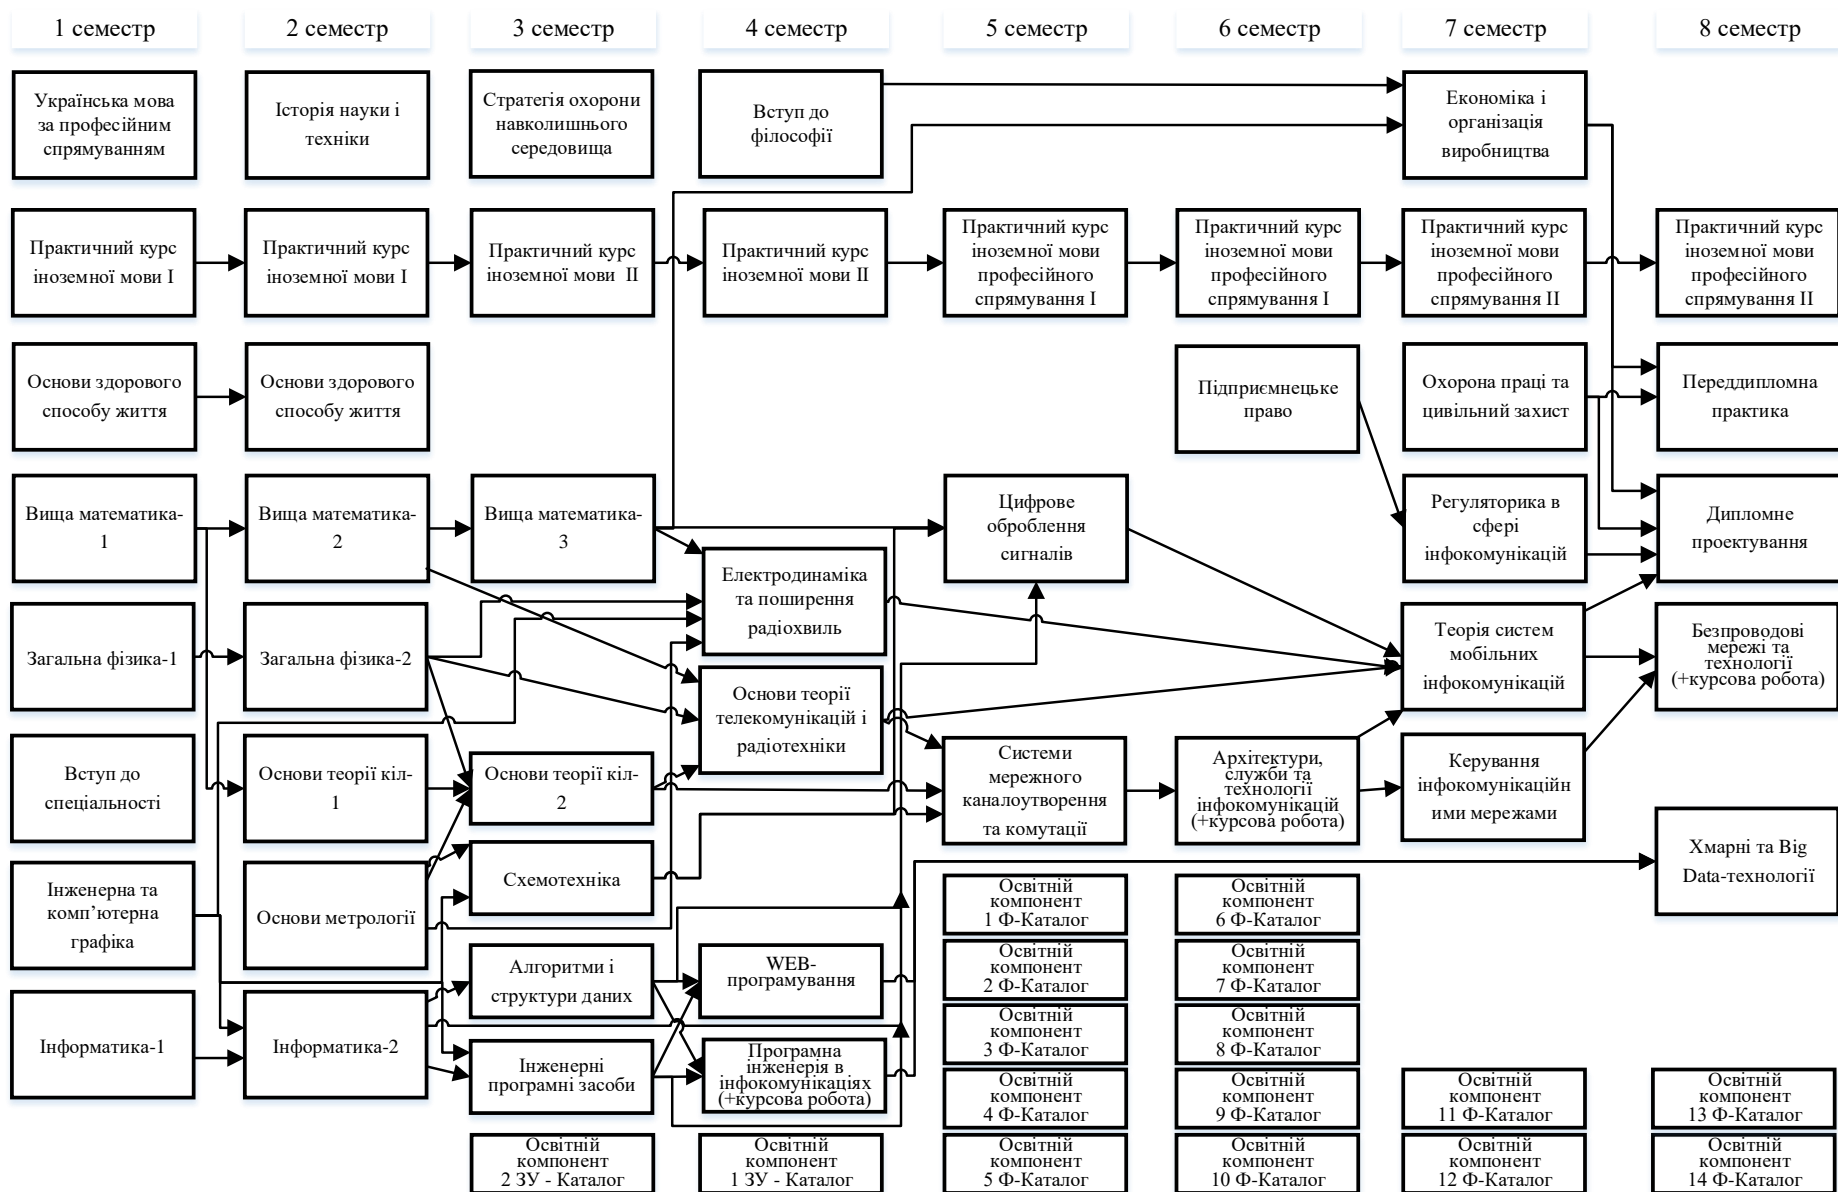 1 семестр
2 семестр
3 семестр
4 семестр
5 семестр
6 семестр
7 семестр
8 семестр
Українська мова
за професійним
спрямуванням
Історія науки і
техніки
Стратегія охорони
навколишнього
середовища
Вступ до
філософії
Економіка і
організація
виробництва
Практичний курс
іноземної мови І
Практичний курс
іноземної мови І
Практичний курс
іноземної мови ІІ
Практичний курс
іноземної мови ІІ
Практичний курс
іноземної мови
професійного
спрямування І
Практичний курс
іноземної мови
професійного
спрямування І
Практичний курс
іноземної мови
професійного
спрямування ІІ
Практичний курс
іноземної мови
професійного
спрямування ІІ
Основи здорового
способу життя
Основи здорового
способу життя
Підприємнецьке
право
Охорона праці та
цивільний захист
Переддипломна
практика
Вища математика-
1
Вища математика-
2
Вища математика-
3
Цифрове
оброблення
сигналів
Регуляторика в
сфері
інфокомунікацій
Дипломне
проектування
Електродинаміка
та поширення
радіохвиль
Загальна фізика-1
Загальна фізика-2
Теорія систем
мобільних
інфокомунікацій
Безпроводові
мережі та
технології
(+курсова робота)
Основи теорії
телекомунікацій і
радіотехніки
Вступ до
спеціальності
Основи теорії кіл-
1
Основи теорії кіл-
2
Системи
мережного
каналоутворення
та комутації
Архітектури,
служби та
технології
інфокомунікацій
(+курсова робота)
Керування
інфокомунікаційн
ими мережами
Інженерна та
комп’ютерна
графіка
Основи метрології
Схемотехніка
Хмарні та Big
Data-технології
Освітній
компонент
1 Ф-Каталог
Освітній
компонент
6 Ф-Каталог
Алгоритми і
структури даних
WEB-
програмування
Освітній
компонент
2 Ф-Каталог
Освітній
компонент
7 Ф-Каталог
Інформатика-1
Інформатика-2
Інженерні
програмні засоби
Програмна
інженерія в
інфокомунікаціях
(+курсова робота)
Освітній
компонент
3 Ф-Каталог
Освітній
компонент
8 Ф-Каталог
Освітній
компонент
4 Ф-Каталог
Освітній
компонент
9 Ф-Каталог
Освітній
компонент
11 Ф-Каталог
Освітній
компонент
13 Ф-Каталог
Освітній
компонент
2 ЗУ - Каталог
Освітній
компонент
1 ЗУ - Каталог
Освітній
компонент
5 Ф-Каталог
Освітній
компонент
10 Ф-Каталог
Освітній
компонент
12 Ф-Каталог
Освітній
компонент
14 Ф-Каталог